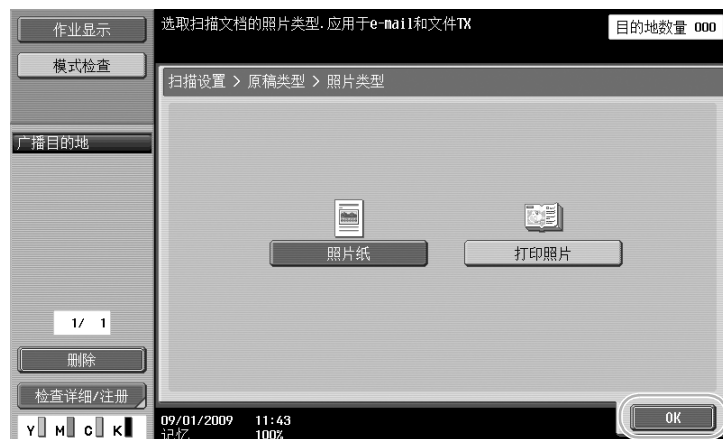 作业显示
模式检查
选取扫描文档的照片类型.应用于e-mail和文件TX
目的地数量 000
扫描设置 > 原稿类型 > 照片类型
广播目的地
照片纸
打印照片
1/ 1
删除
检查详细/注册
Y M C K
09/01/2009 11:43
记忆 100%
OK